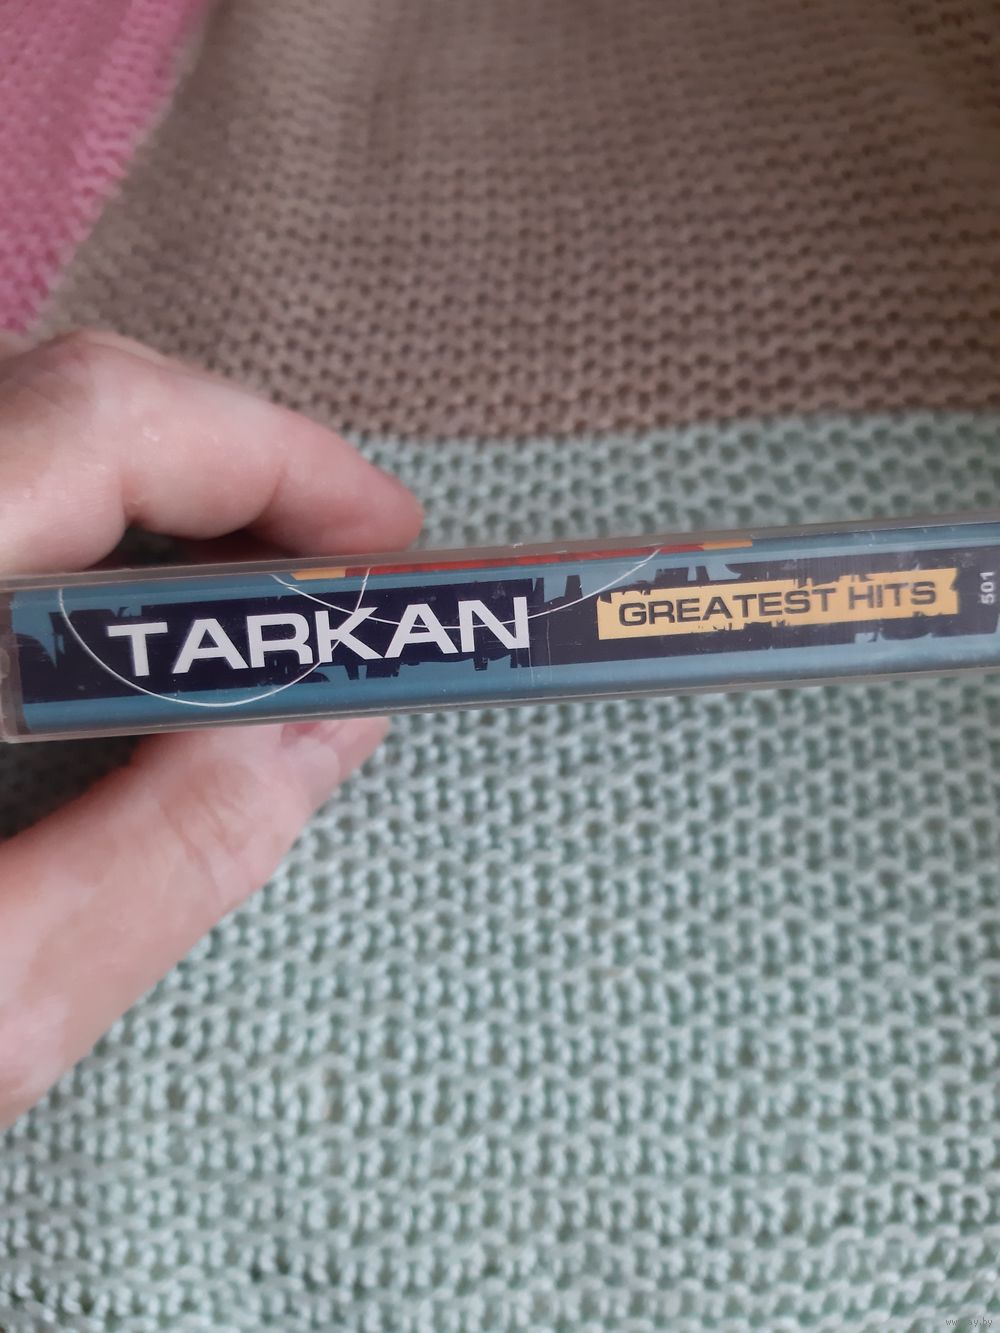 TARKAN
GREATEST HITS
501